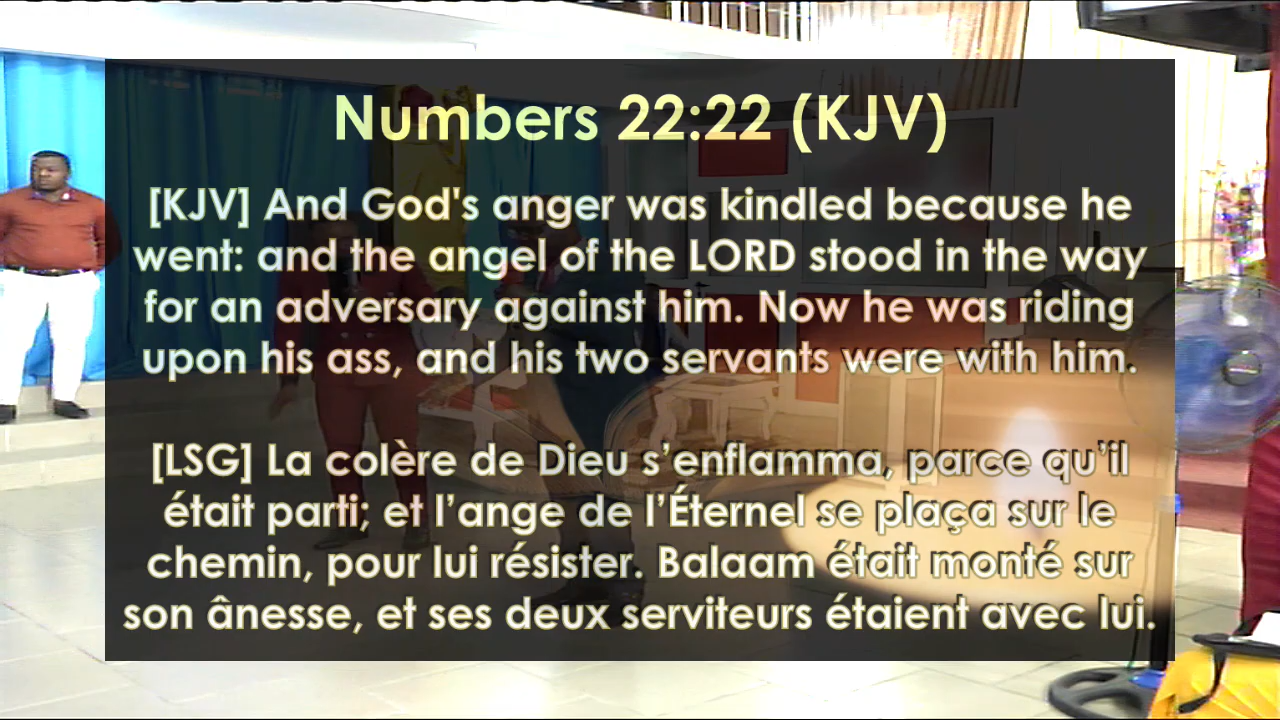 Numbers 22:22 (KJV)
[KJV] And God's anger was kindled because he
went: and the angel of the LORD stood in the way
for an adversary against him. Now he was riding
upon his ass, and his two servants were with him.
[LSG] La colère de Dieu s’enflamma, parce qu’il
était parti; et l’ange de l’Éternel se plaça sur le
chemin, pour lui résister. Balaam était monté sur
son ânesse, et ses deux serviteurs étaient avec lui.